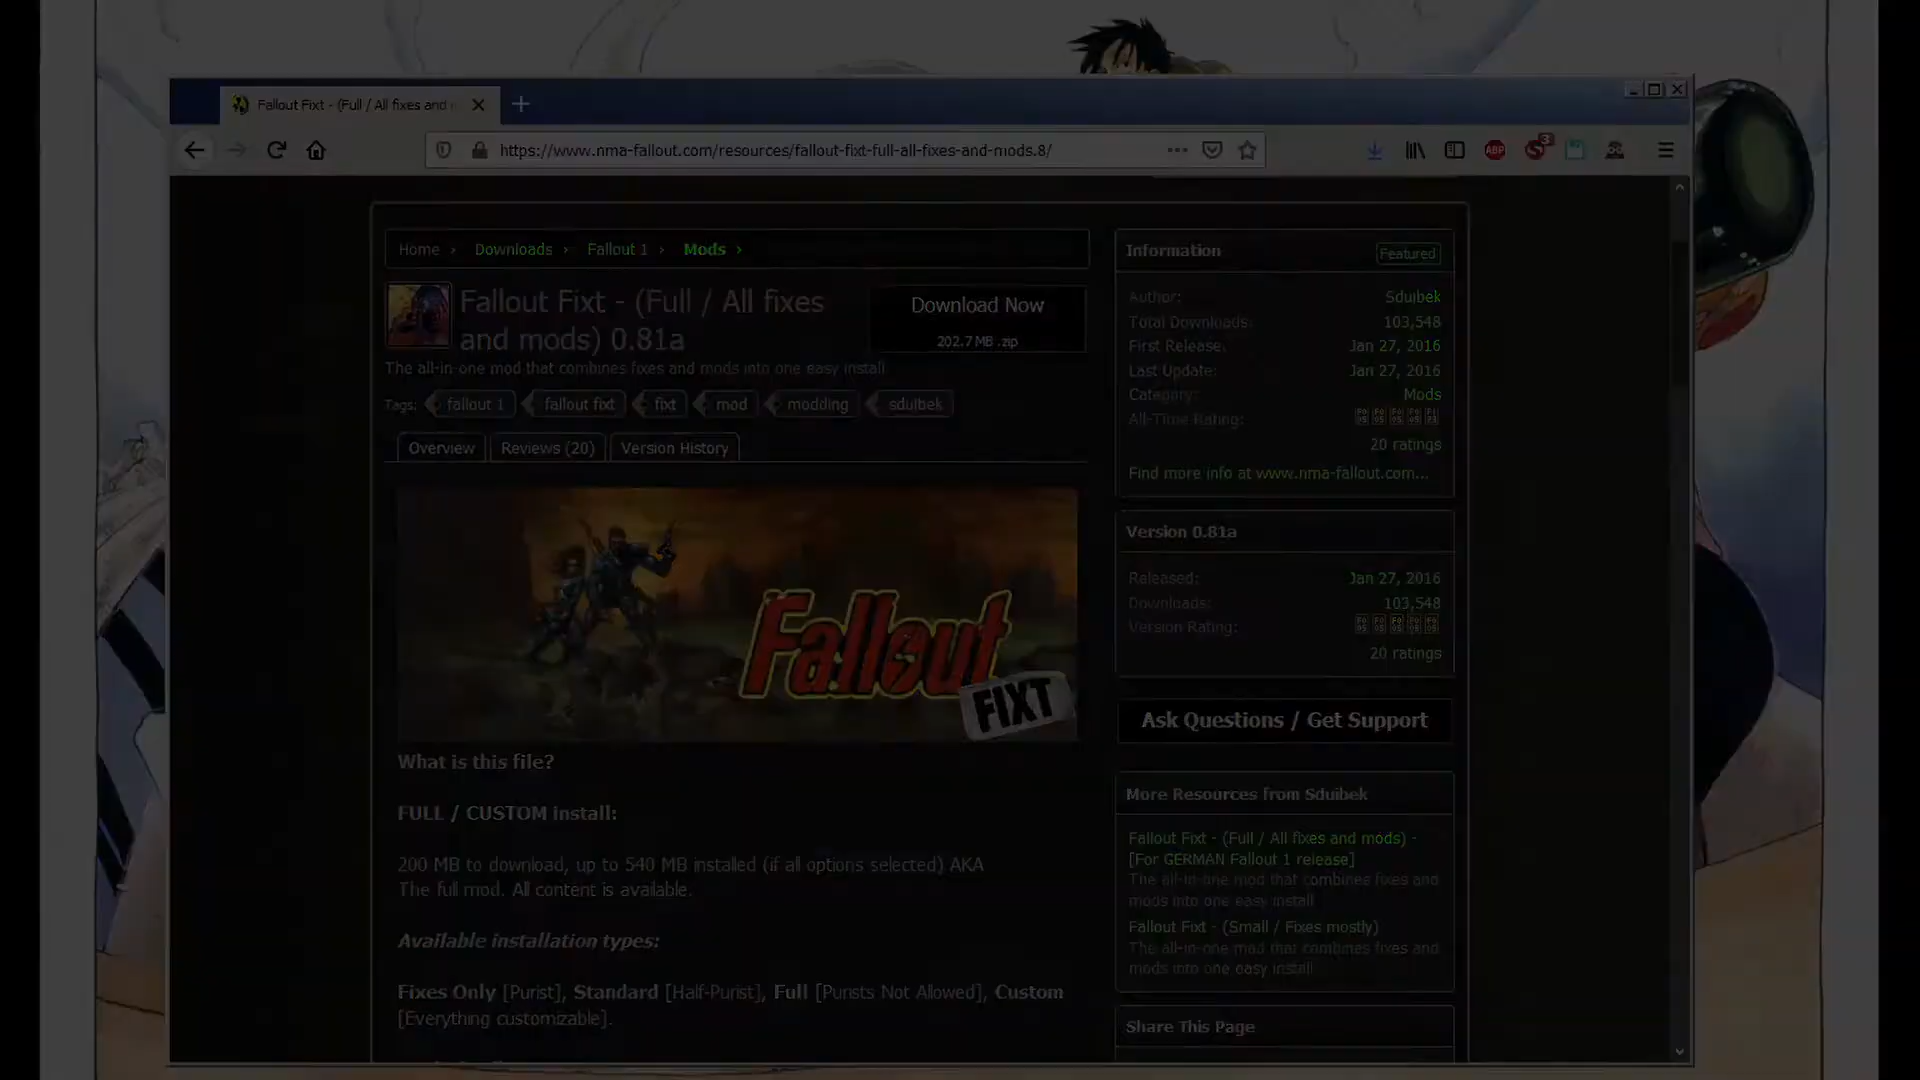 Fallout Fixt - (Full / All fixes and
https://www.nma-fallout.com/resources/fallout-fixt-full-all-fixes-and-mods.8/
ABP
3
Home › Downloads › Fallout 1 › Mods ›
Fallout Fixt - (Full / All fixes
and mods) 0.81a
Download Now
202.7 MB .zip
The all-in-one mod that combines fixes and mods into one easy install
Tags: fallout 1 fallout fixt fixt mod modding sduibek
Overview Reviews (20) Version History
Fallout
FIXT
What is this file?
FULL / CUSTOM install:
200 MB to download, up to 540 MB installed (if all options selected) AKA
The full mod. All content is available.
Available installation types:
Fixes Only [Purist], Standard [Half-Purist], Full [Purists Not Allowed], Custom
[Everything customizable].
Information Featured
Author: Sduibek
Total Downloads: 103,548
First Release: Jan 27, 2016
Last Update: Jan 27, 2016
Category: Mods
All-Time Rating:
20 ratings
Find more info at www.nma-fallout.com...
Version 0.81a
Released: Jan 27, 2016
Downloads: 103,548
Version Rating:
20 ratings
Ask Questions / Get Support
More Resources from Sduibek
Fallout Fixt - (Full / All fixes and mods) -
[For GERMAN Fallout 1 release]
The all-in-one mod that combines fixes and
mods into one easy install
Fallout Fixt - (Small / Fixes mostly)
The all-in-one mod that combines fixes and
mods into one easy install
Share This Page